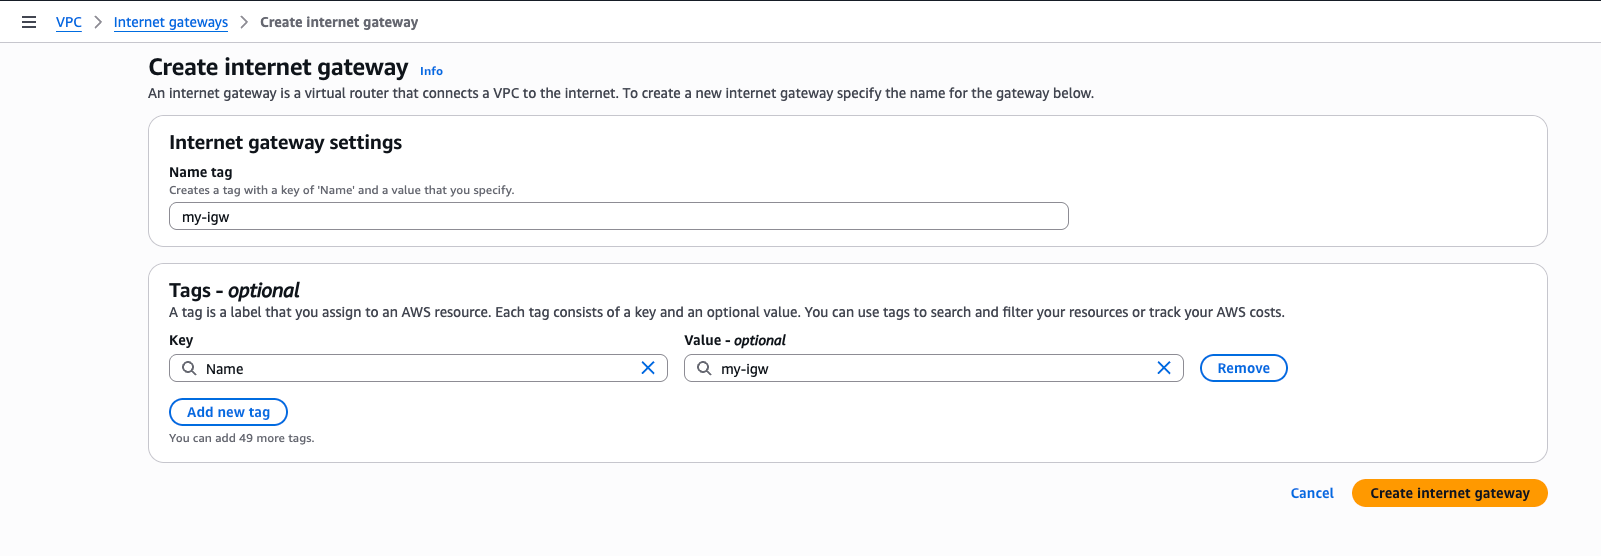 VPC > Internet gateways > Create internet gateway
Create internet gateway Info
An internet gateway is a virtual router that connects a VPC to the internet. To create a new internet gateway specify the name for the gateway below.
Internet gateway settings
Name tag
Creates a tag with a key of 'Name' and a value that you specify.
my-igw
Tags - optional
A tag is a label that you assign to an AWS resource. Each tag consists of a key and an optional value. You can use tags to search and filter your resources or track your AWS costs.
Key Value - optional
Name my-igw Remove
Add new tag
You can add 49 more tags.
Cancel Create internet gateway